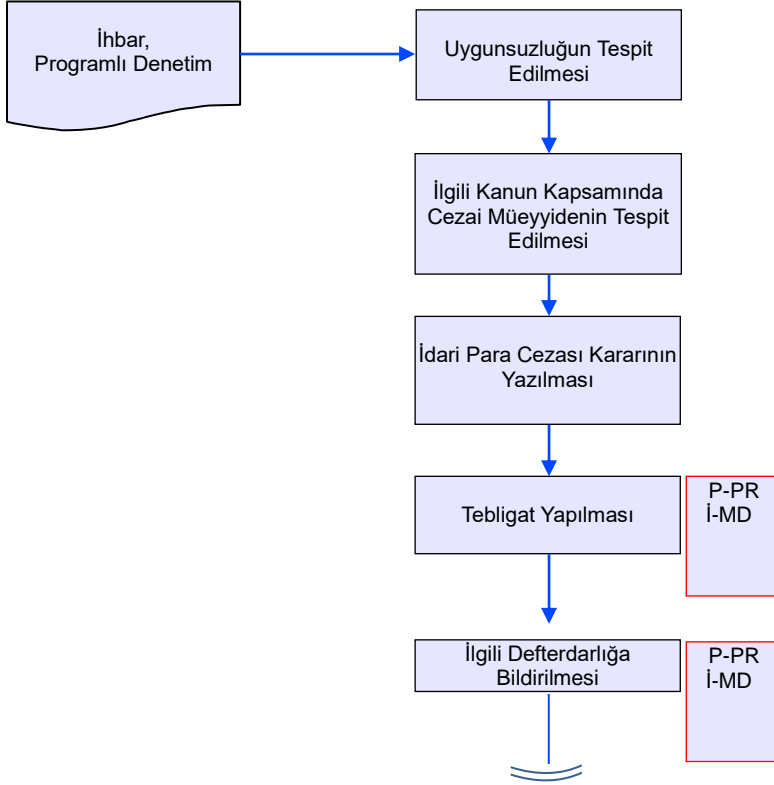 İhbar,
Programlı Denetim
Uygunsuzluğun Tespit
Edilmesi
İlgili Kanun Kapsamında
Cezai Müeyyidenin Tespit
Edilmesi
İdari Para Cezası Kararının
Yazılması
Tebligat Yapılması
P-PR
İ-MD
İlgili Defterdarlığa
Bildirilmesi
P-PR
İ-MD